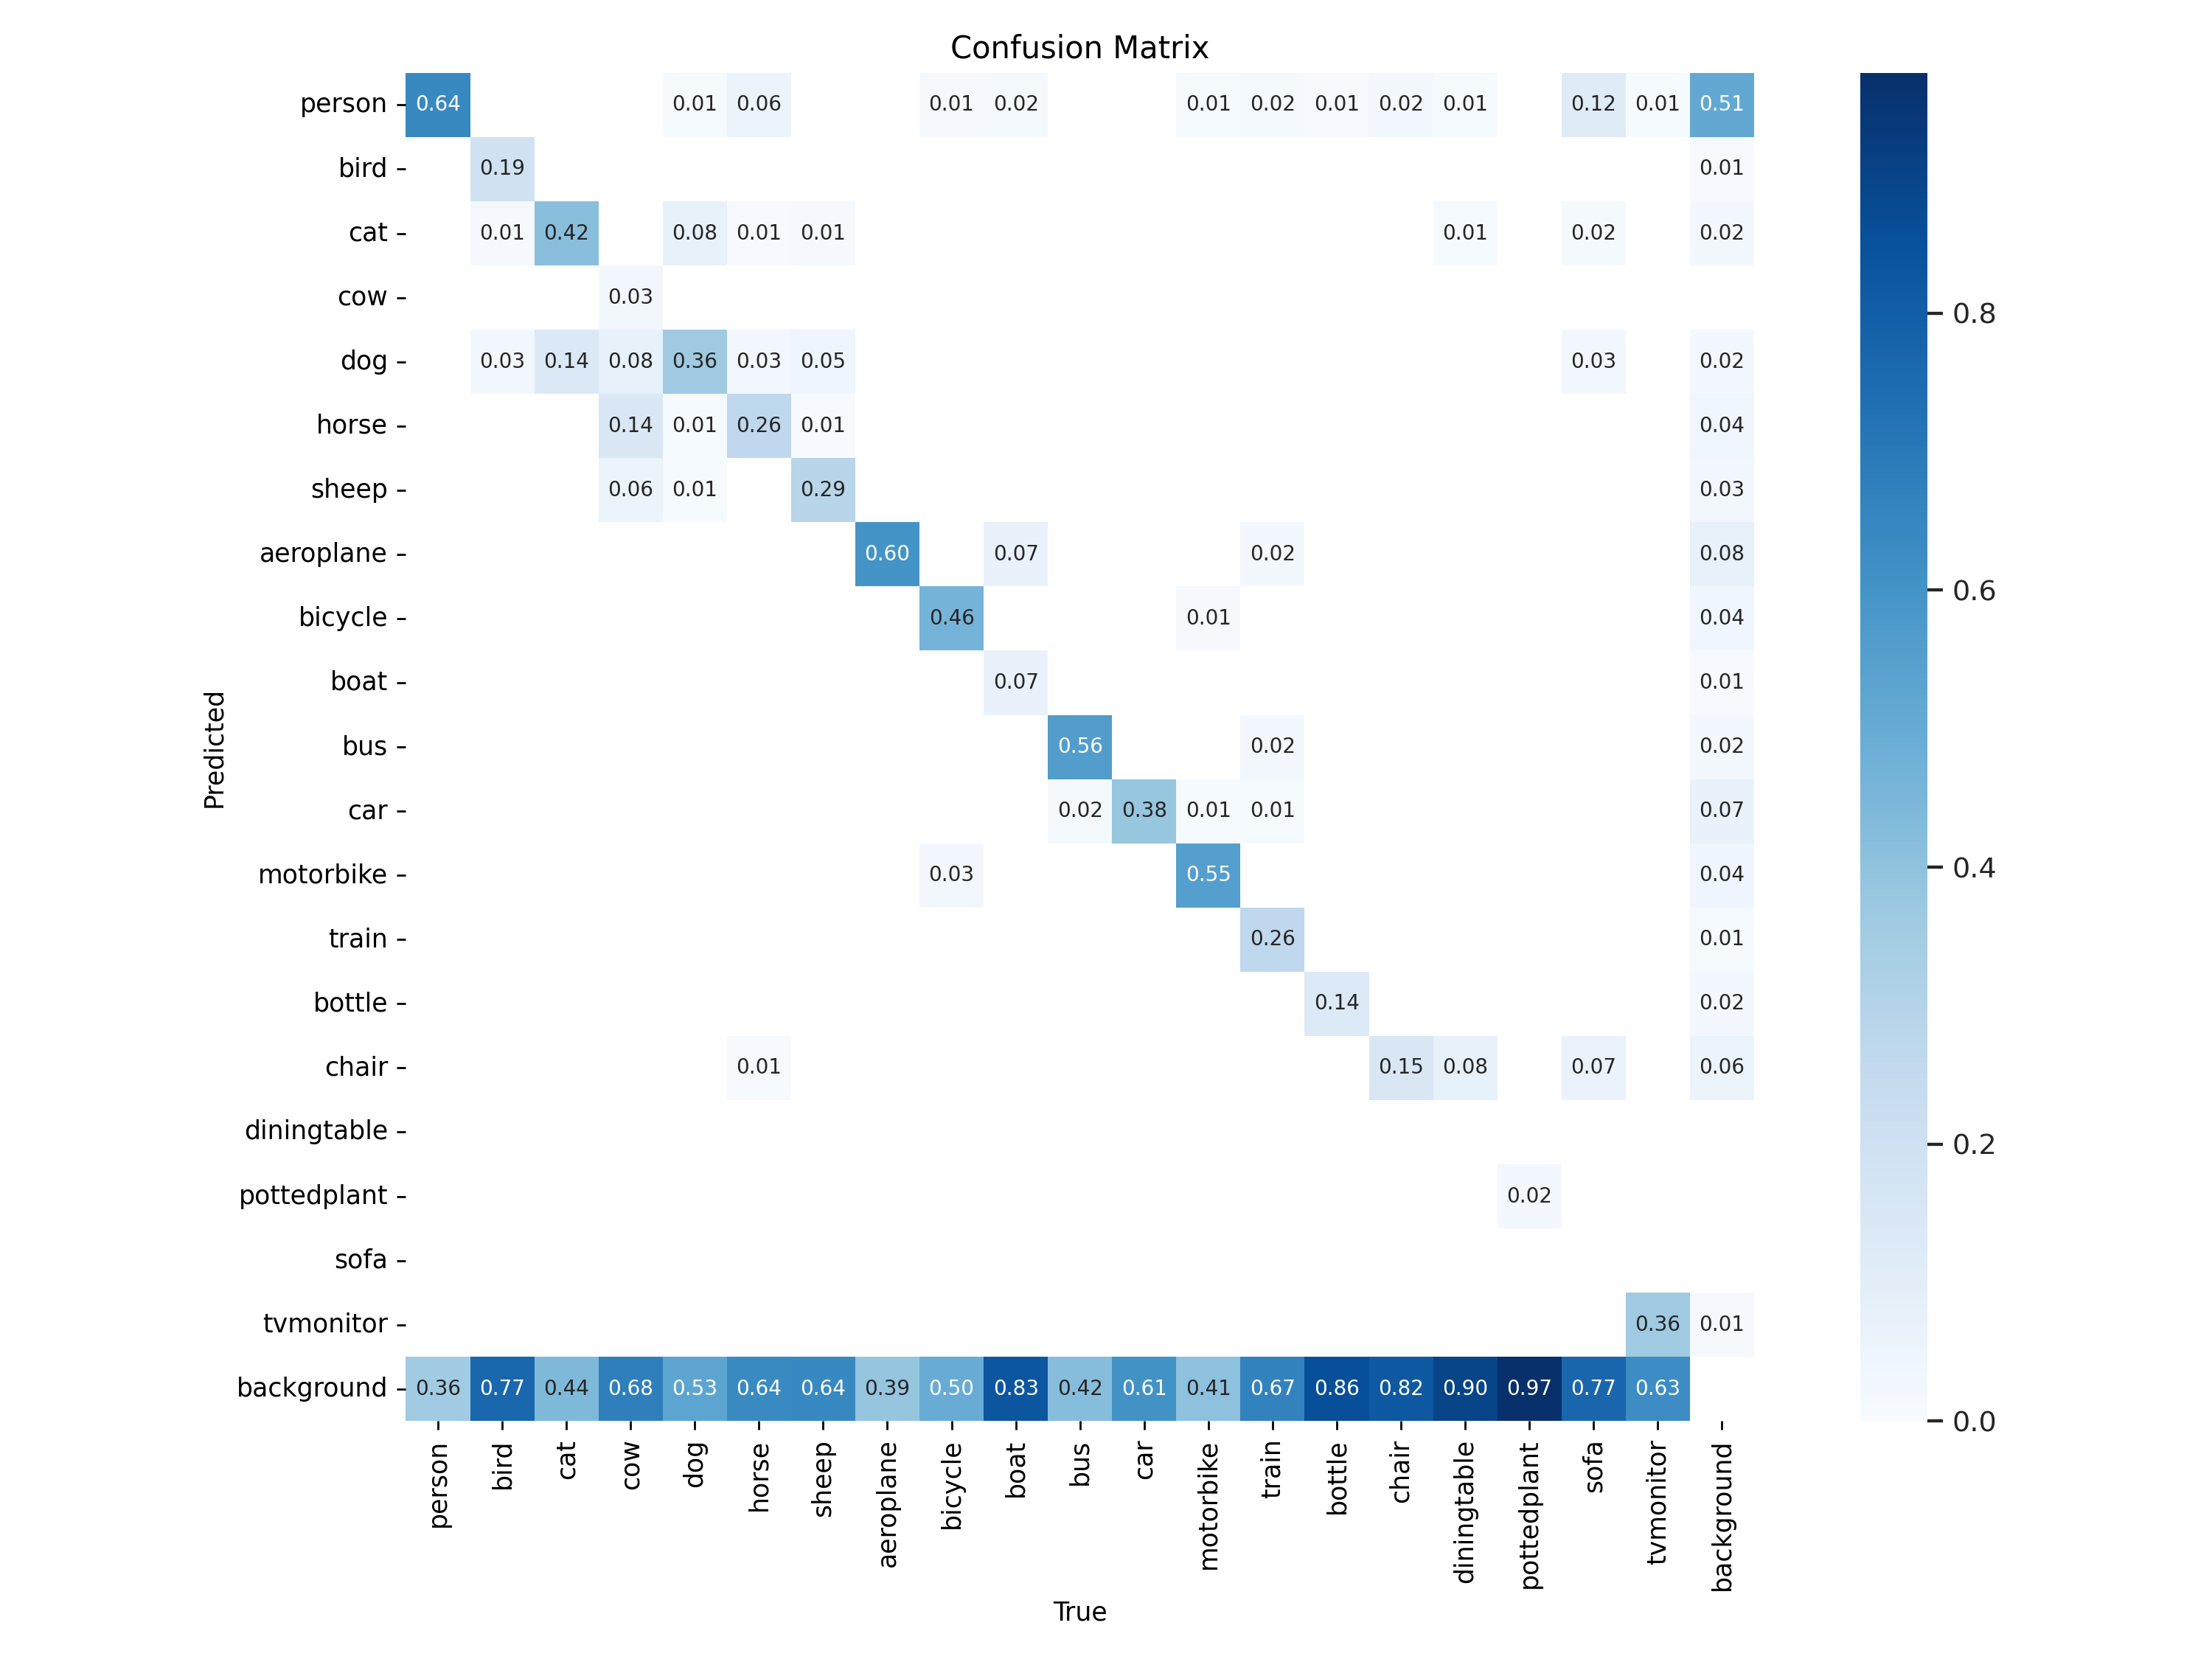 Confusion Matrix
person 0.64 0.01 0.06 0.01 0.02 0.01 0.02 0.01 0.02 0.01 0.12 0.01 0.51
bird 0.19 0.01
cat 0.01 0.42 0.08 0.01 0.01 0.01 0.02 0.02
cow 0.03
dog 0.03 0.14 0.08 0.36 0.03 0.05 0.03 0.02
horse 0.14 0.01 0.26 0.01 0.04
sheep 0.06 0.01 0.29 0.03
aeroplane 0.60 0.07 0.02 0.08
bicycle 0.46 0.01 0.04
boat 0.07 0.01
bus 0.56 0.02 0.02
car 0.02 0.38 0.01 0.01 0.07
motorbike 0.03 0.55 0.04
train 0.26 0.01
bottle 0.14 0.02
chair 0.01 0.15 0.08 0.07 0.06
diningtable
pottedplant 0.02
sofa
tvmonitor 0.36 0.01
background 0.36 0.77 0.44 0.68 0.53 0.64 0.64 0.39 0.50 0.83 0.42 0.61 0.41 0.67 0.86 0.82 0.90 0.97 0.77 0.63
person bird cat cow dog horse sheep aeroplane bicycle boat bus car motorbike train bottle chair diningtable pottedplant sofa tvmonitor background
True
Predicted
0.8
0.6
0.4
0.2
0.0